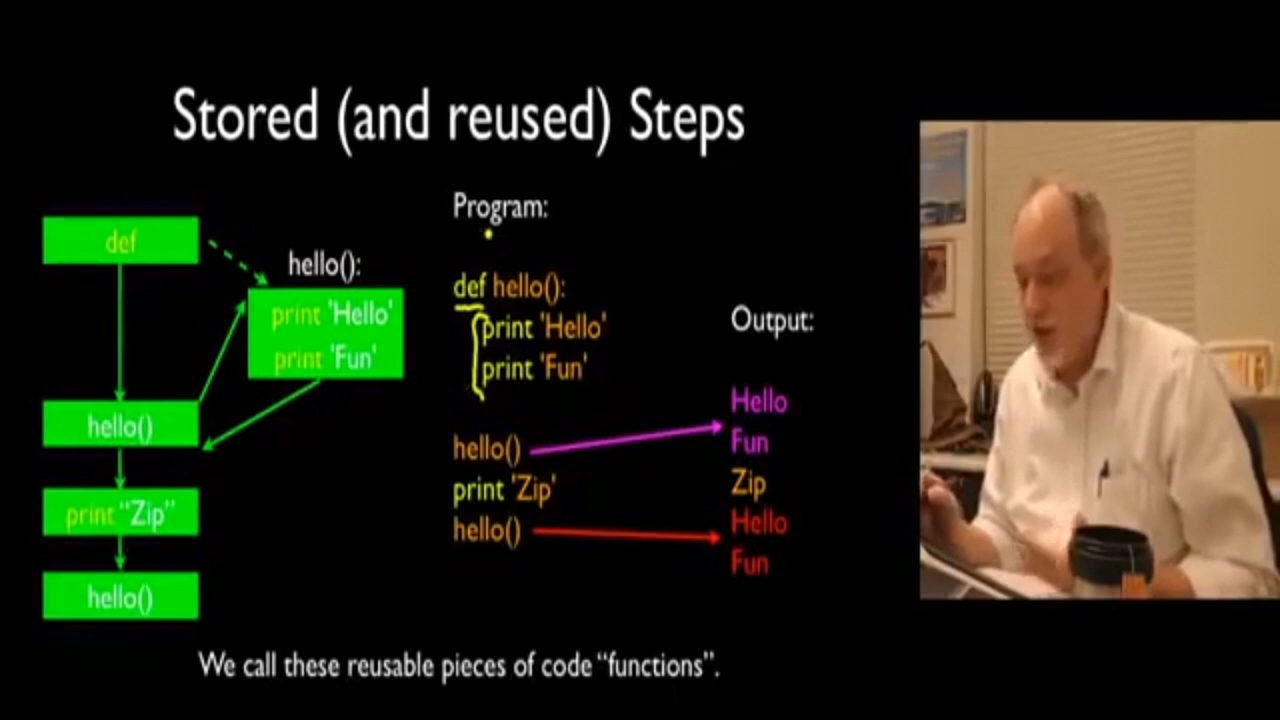 Stored (and reused) Steps
def
hello():
print 'Hello'
print 'Fun'
hello()
print “Zip”
hello()
Program:
def hello():
print 'Hello'
print 'Fun'
hello()
print 'Zip'
hello()
Output:
Hello
Fun
Zip
Hello
Fun
We call these reusable pieces of code “functions”.